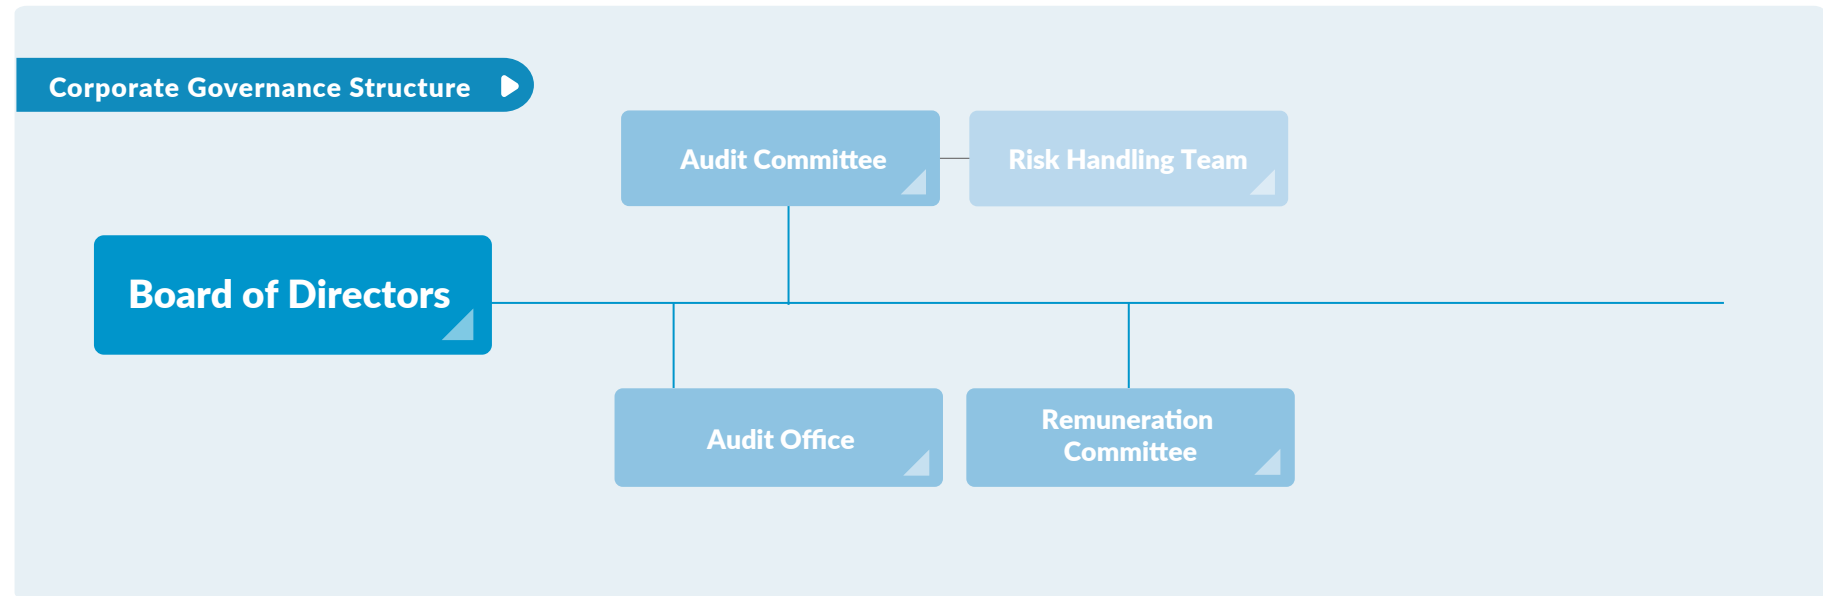 Corporate Governance Structure
Audit Committee
Risk Handling Team
Board of Directors
Audit Office
Remuneration
Committee